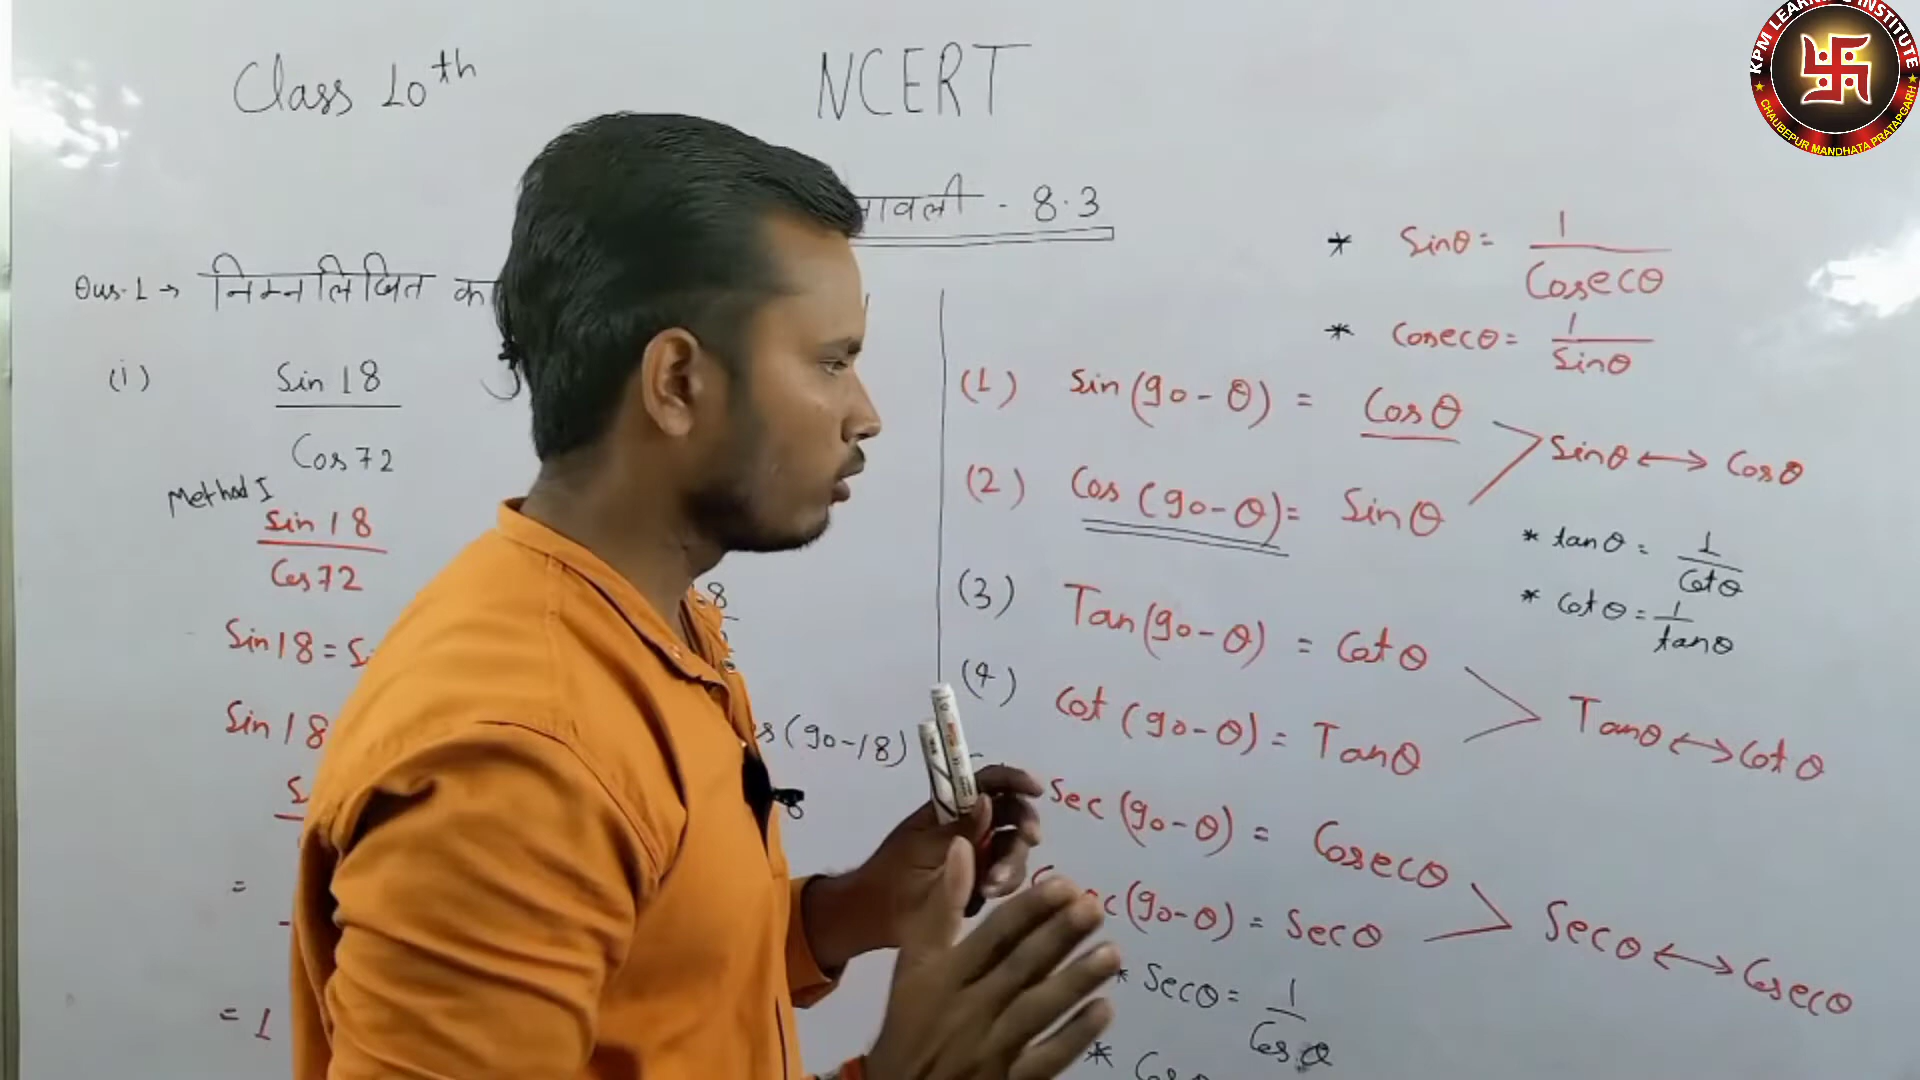 Class 10th
NCERT
KPM LEARNING INSTITUTE
CHAUBEPUR MANDHATA PRATAPGARH
8.3
Ous.1 → निम्नलिखित
(i) Sin 18
Cos 72
Method I
Sin 18
Cos 72
Sin 18 =
Sin 18
(90-18)
=
= 1
* Sinθ = 1
Cosecθ
* Cosecθ = 1
Sinθ
(1) Sin(90-θ) = Cosθ
(2) Cos(90-θ) = Sinθ
Sinθ ↔ Cosθ
* tanθ = 1
Cotθ
* Cotθ = 1
tanθ
(3) Tan(90-θ) = Cotθ
(4) Cot(90-θ) = Tanθ
Tanθ ↔ Cotθ
Sec(90-θ) = Cosecθ
(90-θ) = Secθ
Secθ ↔ Cosecθ
* Secθ = 1
Cosθ
*